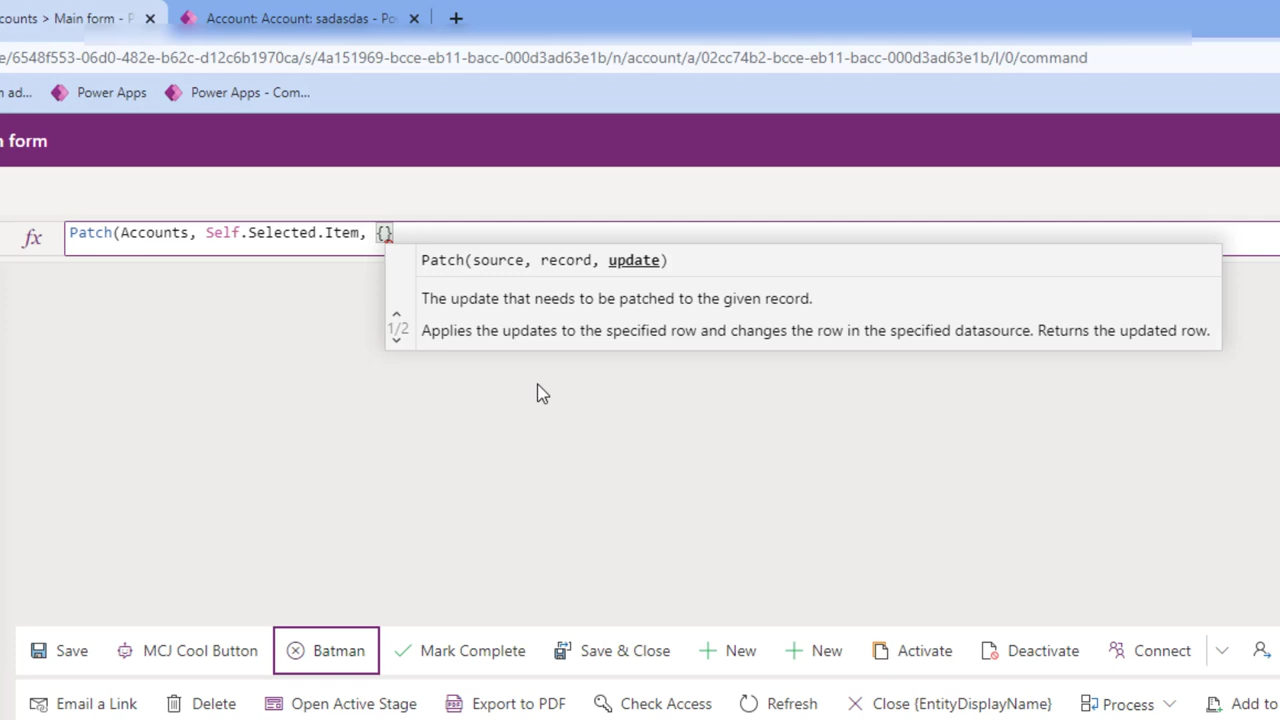 counts > Main form - P
Account: Account: sadasdas - Po
e/6548f553-06d0-482e-b62c-d12c6b1970ca/s/4a151969-bcce-eb11-bacc-000d3ad63e1b/n/account/a/02cc74b2-bcce-eb11-bacc-000d3ad63e1b/l/0/command
n ad... Power Apps Power Apps - Com...
n form
fx Patch(Accounts, Self.Selected.Item, {}
Patch(source, record, update)
The update that needs to be patched to the given record.
1/2
Applies the updates to the specified row and changes the row in the specified datasource. Returns the updated row.
Save MCJ Cool Button Batman Mark Complete Save & Close New New Activate Deactivate Connect
Email a Link Delete Open Active Stage Export to PDF Check Access Refresh Close {EntityDisplayName} Process Add to